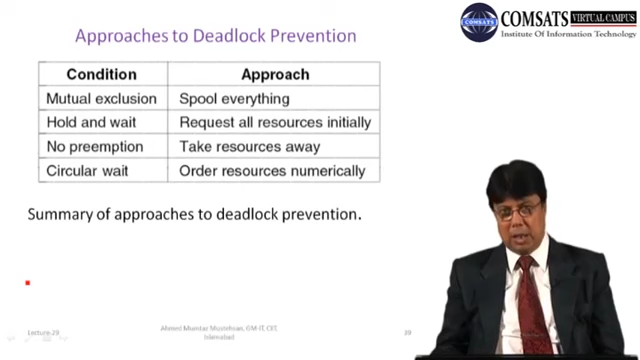 COMSATS VIRTUAL CAMPUS
Institute Of Information Technology
Approaches to Deadlock Prevention
Condition Approach
Mutual exclusion Spool everything
Hold and wait Request all resources initially
No preemption Take resources away
Circular wait Order resources numerically
Summary of approaches to deadlock prevention.
Lecture-29
Islamabad
39